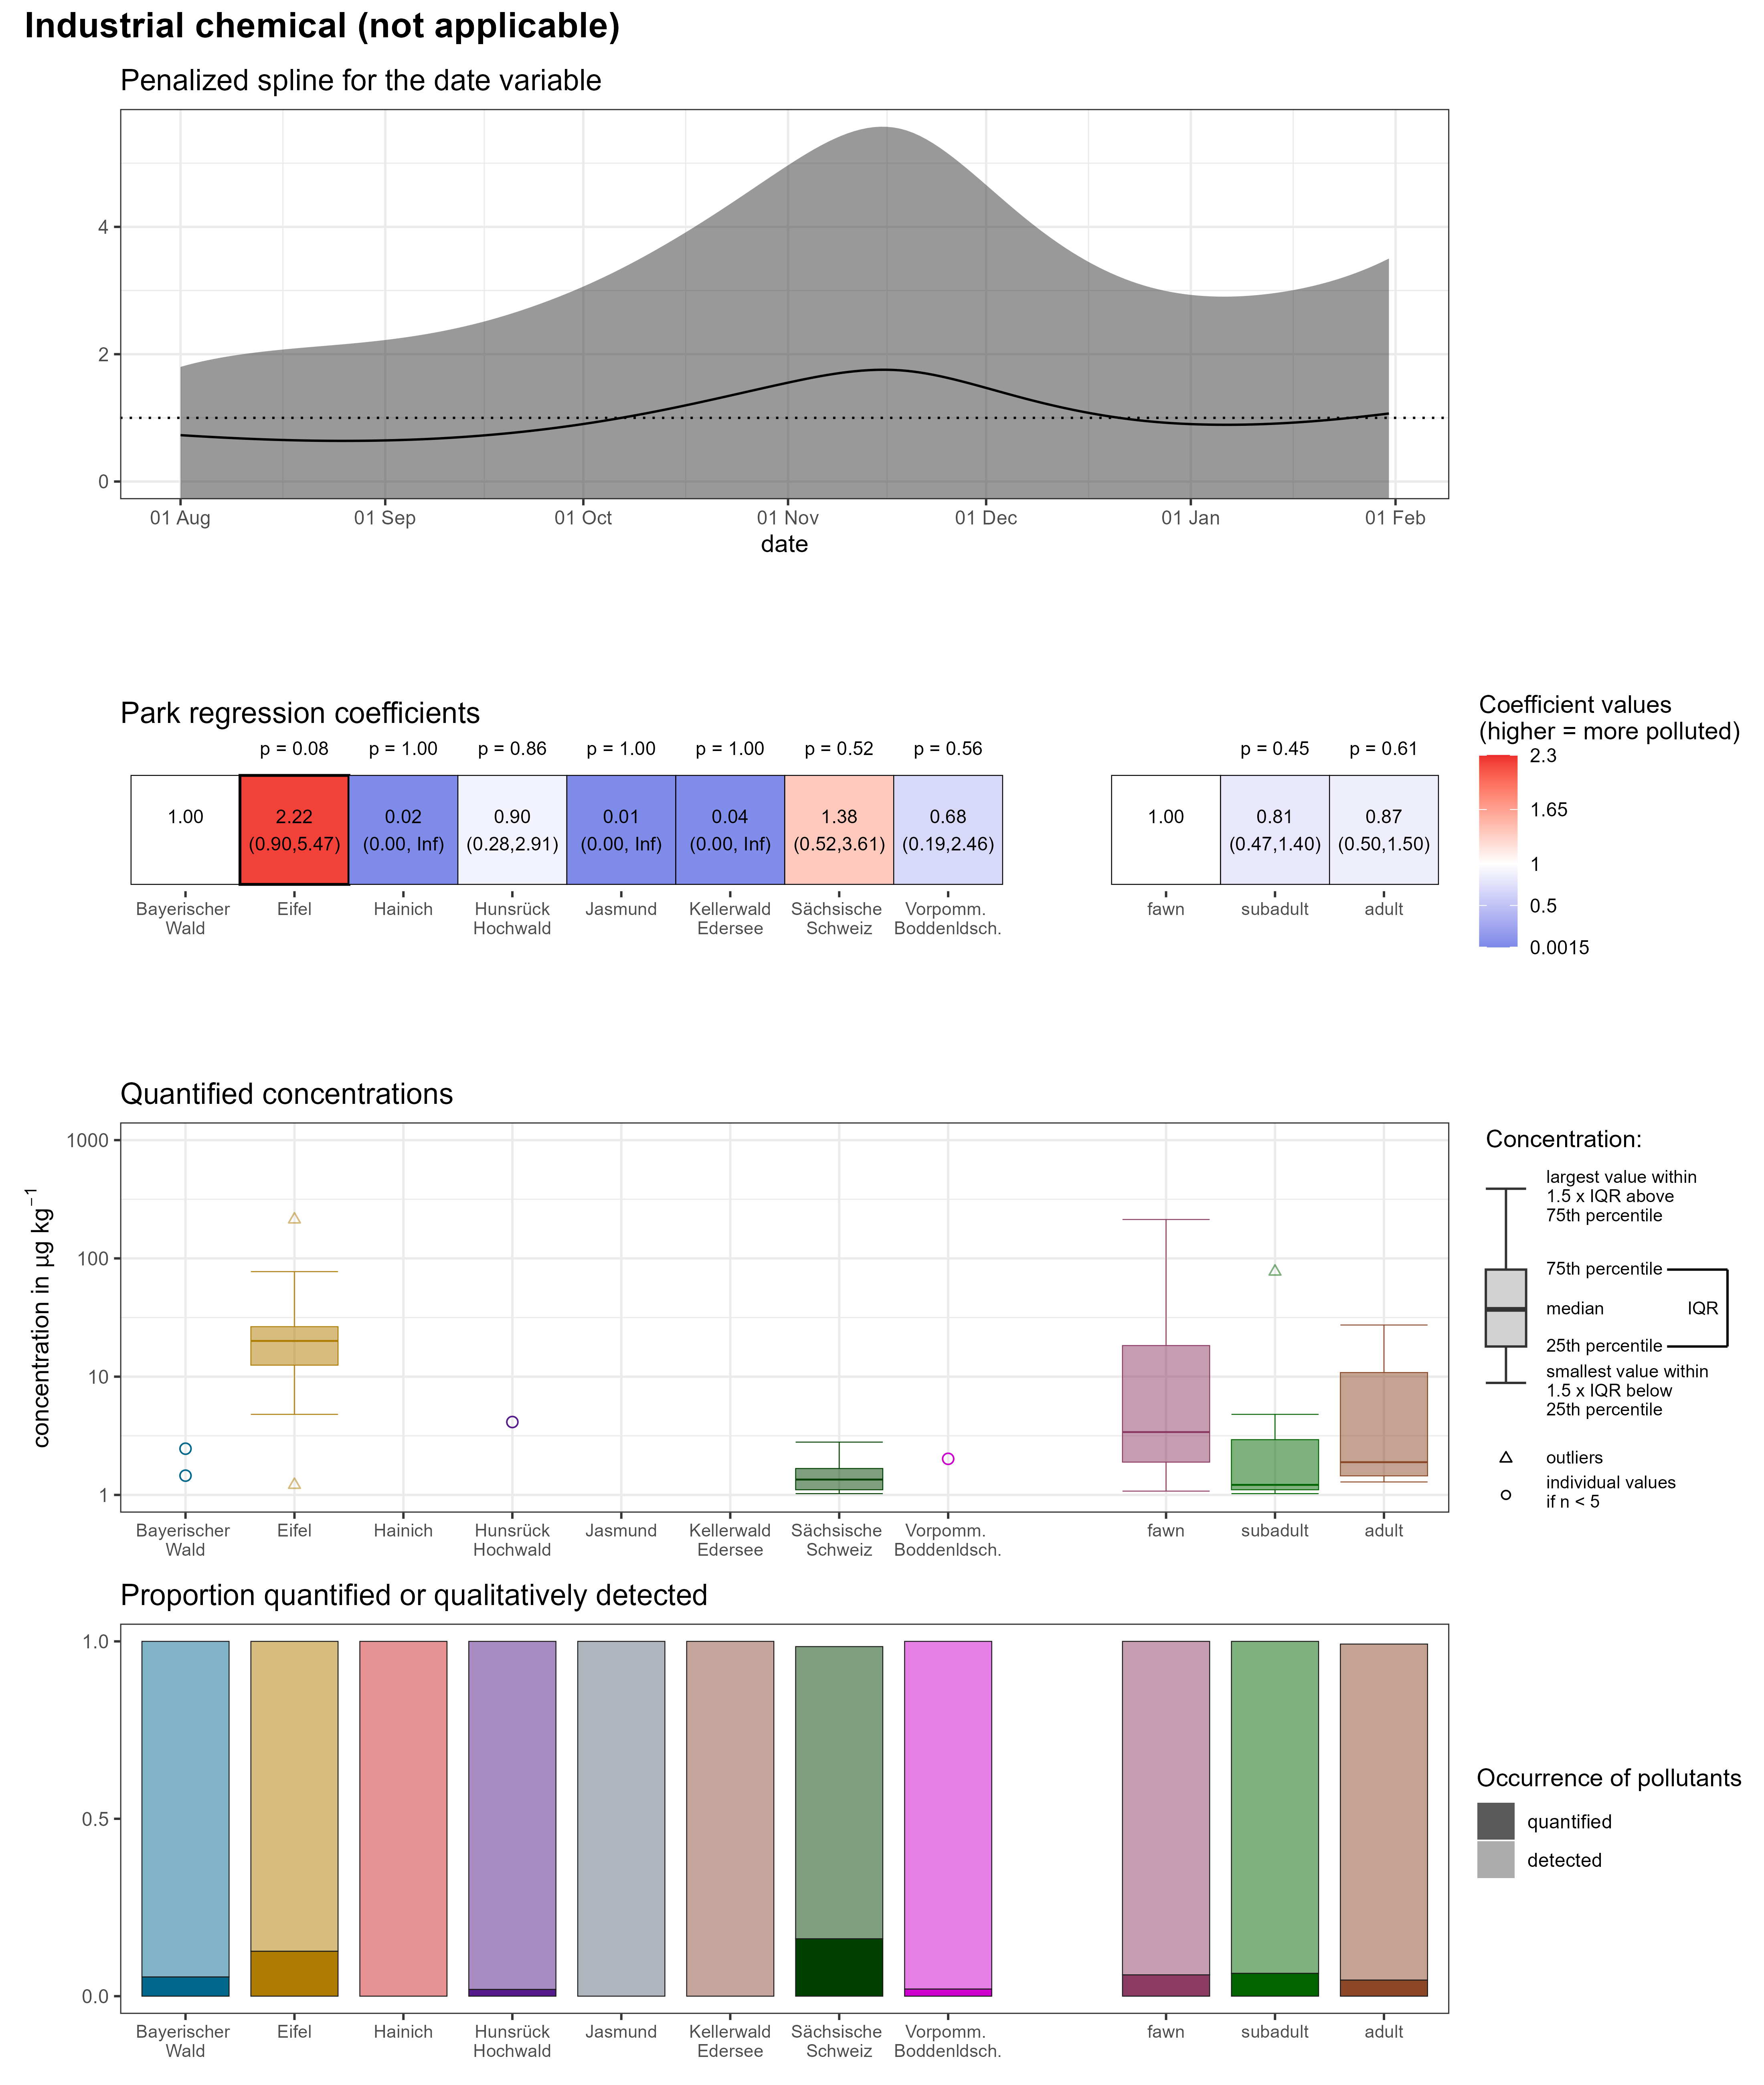 Industrial chemical (not applicable)
Penalized spline for the date variable
4
2
0
01 Aug 01 Sep 01 Oct 01 Nov 01 Dec 01 Jan 01 Feb
date
Park regression coefficients
p = 0.08 p = 1.00 p = 0.86 p = 1.00 p = 1.00 p = 0.52 p = 0.56 p = 0.45 p = 0.61
1.00 2.22 0.02 0.90 0.01 0.04 1.38 0.68 1.00 0.81 0.87
(0.90,5.47) (0.00, Inf) (0.28,2.91) (0.00, Inf) (0.00, Inf) (0.52,3.61) (0.19,2.46) (0.47,1.40) (0.50,1.50)
Bayerischer Eifel Hainich Hunsrück Jasmund Kellerwald Sächsische Vorpomm. fawn subadult adult
Wald Hochwald Edersee Schweiz Boddenldsch.
Coefficient values
(higher = more polluted)
2.3
1.65
1
0.5
0.0015
Quantified concentrations
concentration in µg kg⁻¹
1000
100
10
1
Bayerischer Eifel Hainich Hunsrück Jasmund Kellerwald Sächsische Vorpomm. fawn subadult adult
Wald Hochwald Edersee Schweiz Boddenldsch.
Concentration:
largest value within
1.5 x IQR above
75th percentile
75th percentile
median IQR
25th percentile
smallest value within
1.5 x IQR below
25th percentile
outliers
individual values
if n < 5
Proportion quantified or qualitatively detected
1.0
0.5
0.0
Bayerischer Eifel Hainich Hunsrück Jasmund Kellerwald Sächsische Vorpomm. fawn subadult adult
Wald Hochwald Edersee Schweiz Boddenldsch.
Occurrence of pollutants
quantified
detected